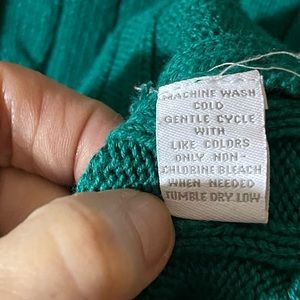 MACHINE WASH
COLD
GENTLE CYCLE
WITH
LIKE COLORS
ONLY NON-
CHLORINE BLEACH
WHEN NEEDED
TUMBLE DRY LOW